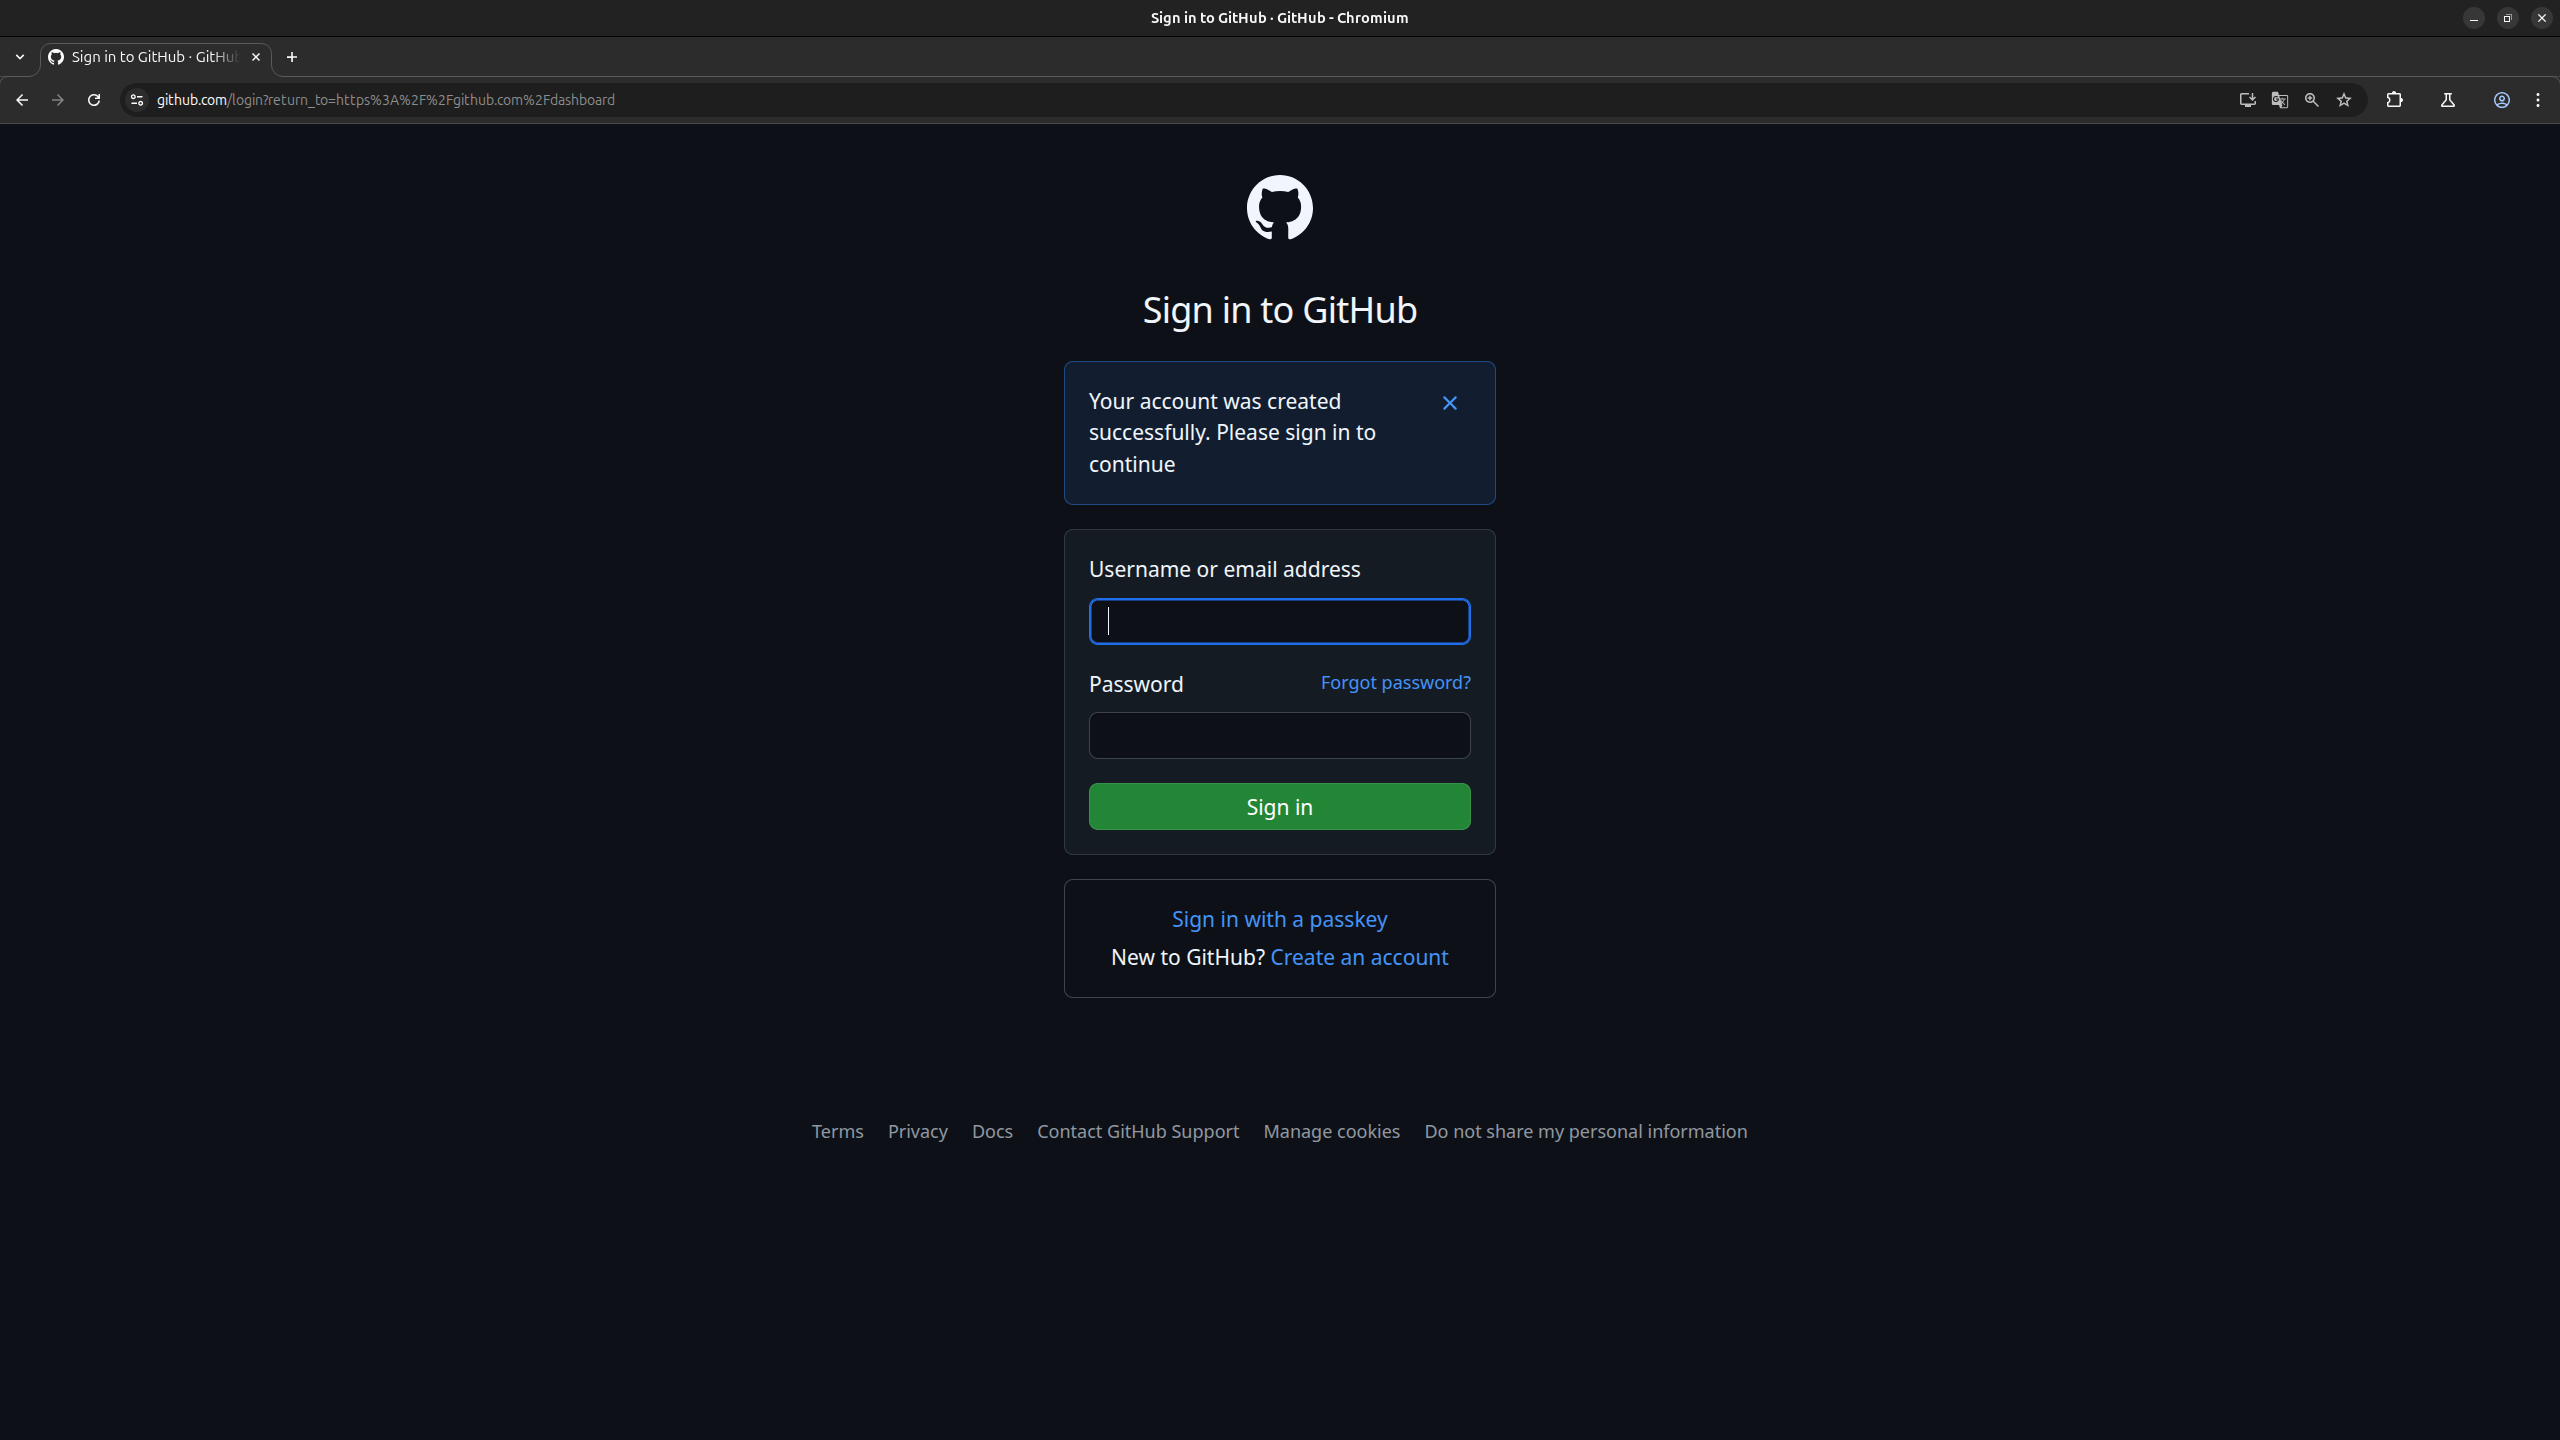 Sign in to GitHub · GitHub - Chromium
Sign in to GitHub · GitHub
github.com/login?return_to=https%3A%2F%2Fgithub.com%2Fdashboard
Sign in to GitHub
Your account was created
successfully. Please sign in to
continue
Username or email address
Password
Forgot password?
Sign in
Sign in with a passkey
New to GitHub? Create an account
Terms Privacy Docs Contact GitHub Support Manage cookies Do not share my personal information